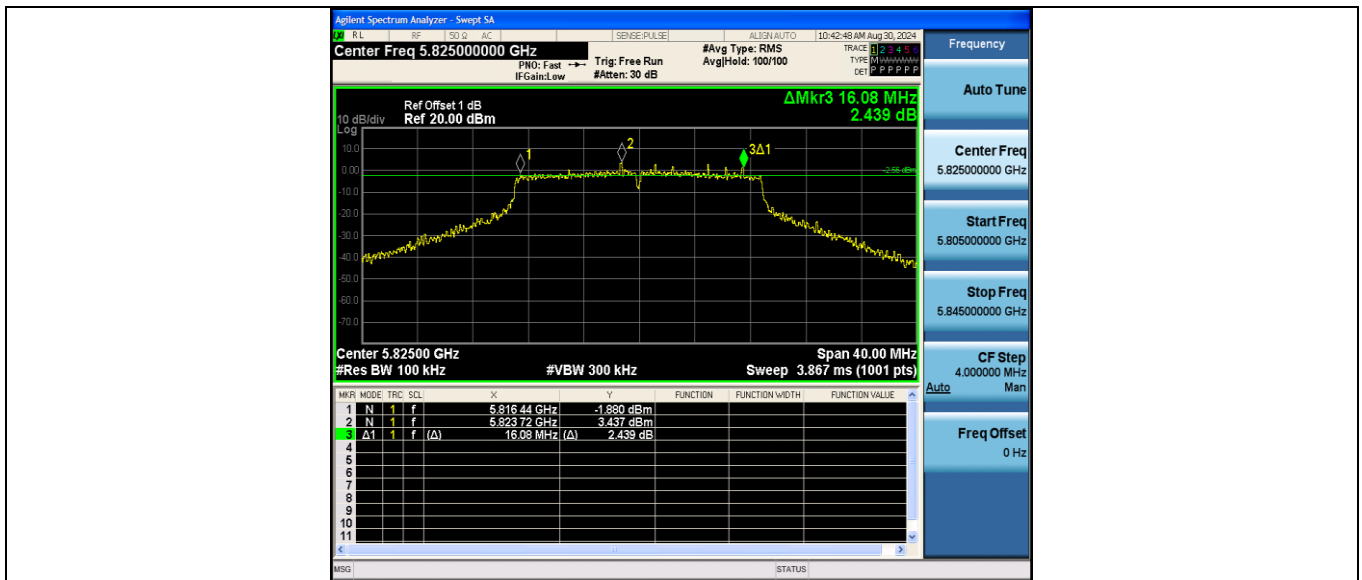 Agilent Spectrum Analyzer - Swept SA
RL RF 50 Ω AC SENSE:PULSE ALIGN AUTO 10:42:48 AM Aug 30, 2024
Center Freq 5.825000000 GHz
PNO: Fast
IFGain:Low
Trig: Free Run
#Atten: 30 dB
#Avg Type: RMS
Avg|Hold: 100/100
TRACE 1 2 3 4 5 6
TYPE M
DET P P P P P P
ΔMkr3 16.08 MHz
2.439 dB
Ref Offset 1 dB
10 dB/div Ref 20.00 dBm
Log
10.0
0.00
-10.0
-20.0
-30.0
-40.0
-50.0
-60.0
-70.0
1
2
3Δ1
-2.56 dBm
Center 5.82500 GHz Span 40.00 MHz
#Res BW 100 kHz #VBW 300 kHz Sweep 3.867 ms (1001 pts)
MKR MODE TRC SCL X Y FUNCTION FUNCTION WIDTH FUNCTION VALUE
1 N 1 f 5.816 44 GHz -1.880 dBm
2 N 1 f 5.823 72 GHz 3.437 dBm
3 Δ1 1 f (Δ) 16.08 MHz (Δ) 2.439 dB
4
5
6
7
8
9
10
11
MSG STATUS
Frequency
Auto Tune
Center Freq
5.825000000 GHz
Start Freq
5.805000000 GHz
Stop Freq
5.845000000 GHz
CF Step
4.000000 MHz
Auto Man
Freq Offset
0 Hz